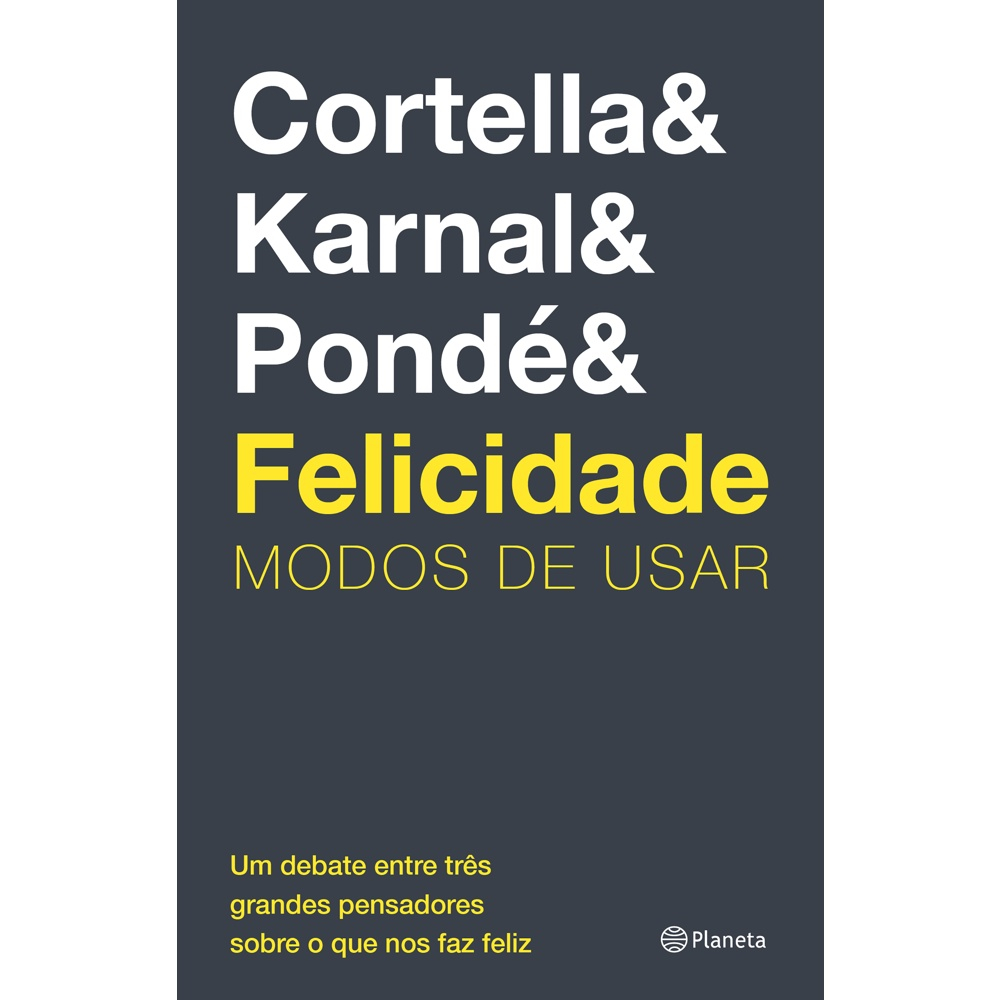 Cortella&
Karnal&
Pondé&
Felicidade
MODOS DE USAR
Um debate entre três
grandes pensadores
sobre o que nos faz feliz
Planeta